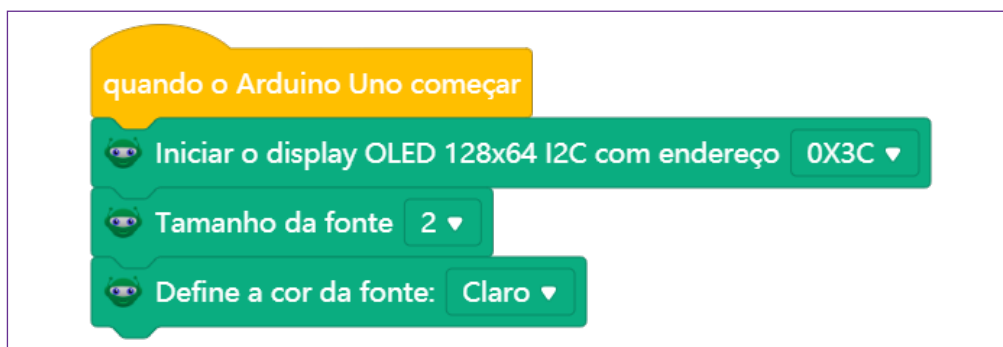 quando o Arduino Uno começar
Iniciar o display OLED 128x64 I2C com endereço 0X3C
Tamanho da fonte 2
Define a cor da fonte: Claro